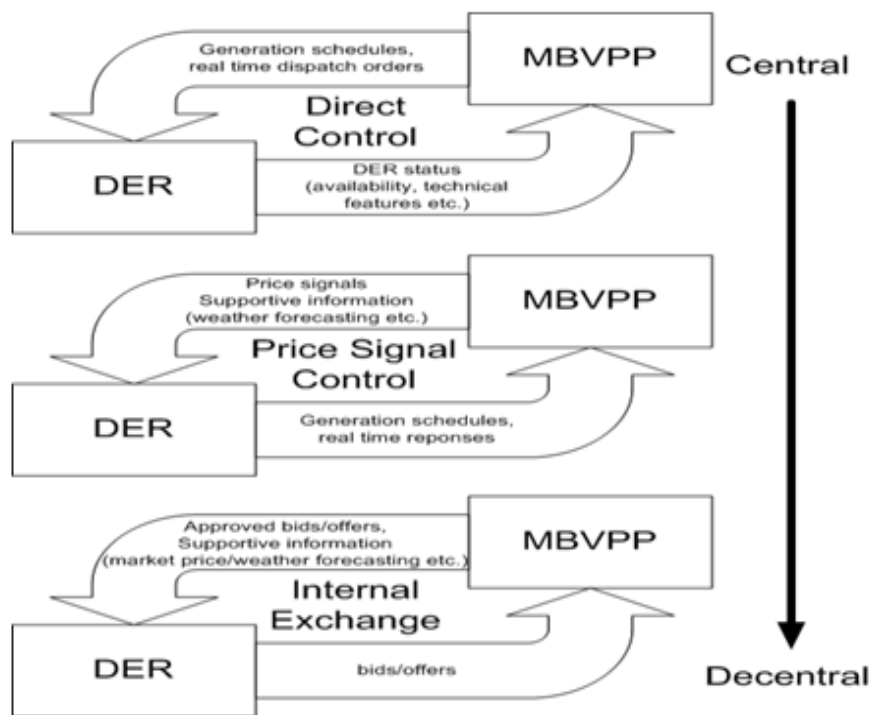 Generation schedules,
real time dispatch orders
MBVPP
Central
Direct
Control
DER
DER status
(availability, technical
features etc.)
Price signals
Supportive information
(weather forecasting etc.)
MBVPP
Price Signal
Control
DER
Generation schedules,
real time reponses
Approved bids/offers,
Supportive information
(market price/weather forecasting etc.)
MBVPP
Internal
Exchange
DER
bids/offers
Decentral